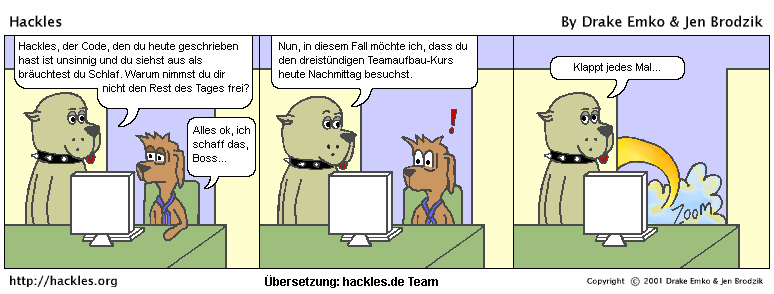 Hackles
By Drake Emko & Jen Brodzik
Hackles, der Code, den du heute geschrieben
hast ist unsinnig und du siehst aus als
bräuchtest du Schlaf. Warum nimmst du dir
nicht den Rest des Tages frei?
Alles ok, ich
schaff das,
Boss...
Nun, in diesem Fall möchte ich, dass du
den dreistündigen Teamaufbau-Kurs
heute Nachmittag besuchst.
!
Klappt jedes Mal...
ZOOM
http://hackles.org
Übersetzung: hackles.de Team
Copyright © 2001 Drake Emko & Jen Brodzik